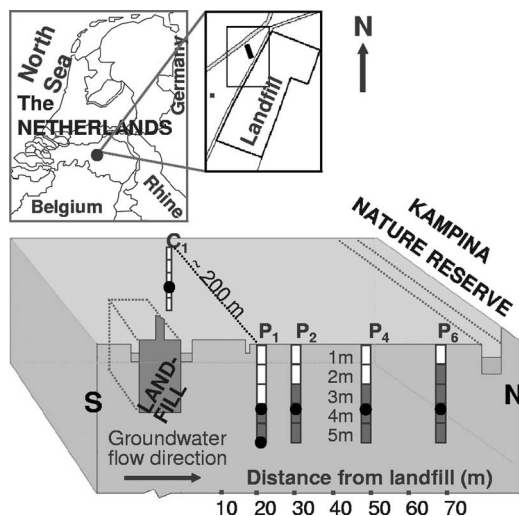 North
Sea
Germany
The
NETHERLANDS
Belgium
Rhine
Landfill
N
KAMPINA
NATURE RESERVE
C1
~ 200 m
P1 P2 P4 P6
1m
2m
3m
4m
5m
LAND-
FILL
S
N
Groundwater
flow direction
Distance from landfill (m)
10 20 30 40 50 60 70